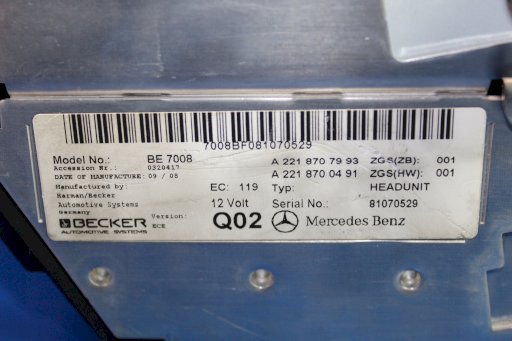 7008BF081070529
Model No.: BE 7008 A 221 870 79 93 ZGS(ZB): 001
Accession Nr.: 0320417 A 221 870 04 91 ZGS(HW): 001
DATE OF MANUFACTURE: 09 / 08
Manufactured by: EC: 119 Typ: HEADUNIT
Harman/Becker
Automotive Systems 12 Volt Serial No.: 81070529
Germany
BECKER Version: Q02 Mercedes Benz
AUTOMOTIVE SYSTEMS ECE